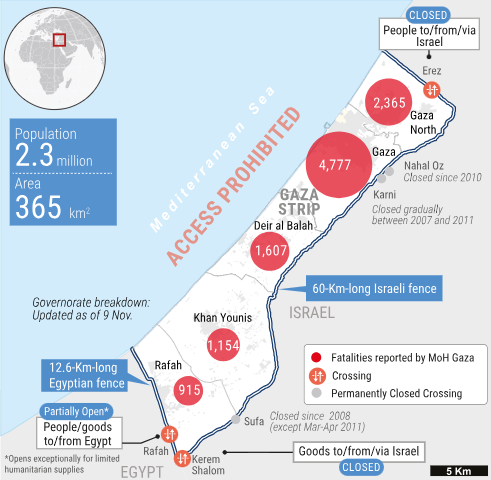 CLOSED
People to/from/via
Israel
Erez
2,365
Gaza
North
Population
2.3 million
Area
365 km²
Mediterranean Sea
ACCESS PROHIBITED
4,777
Gaza
Nahal Oz
Closed since 2010
Karni
Closed gradually
between 2007 and 2011
GAZA
STRIP
Deir al Balah
1,607
60-Km-long Israeli fence
ISRAEL
Governorate breakdown:
Updated as of 9 Nov.
Khan Younis
1,154
12.6-Km-long
Egyptian fence
Rafah
915
Fatalities reported by MoH Gaza
Crossing
Permanently Closed Crossing
Partially Open*
People/goods
to/from Egypt
Sufa
Closed since 2008
(except Mar-Apr 2011)
Rafah
Kerem
Shalom
Goods to/from/via Israel
CLOSED
*Opens exceptionally for limited
humanitarian supplies
EGYPT
5 Km